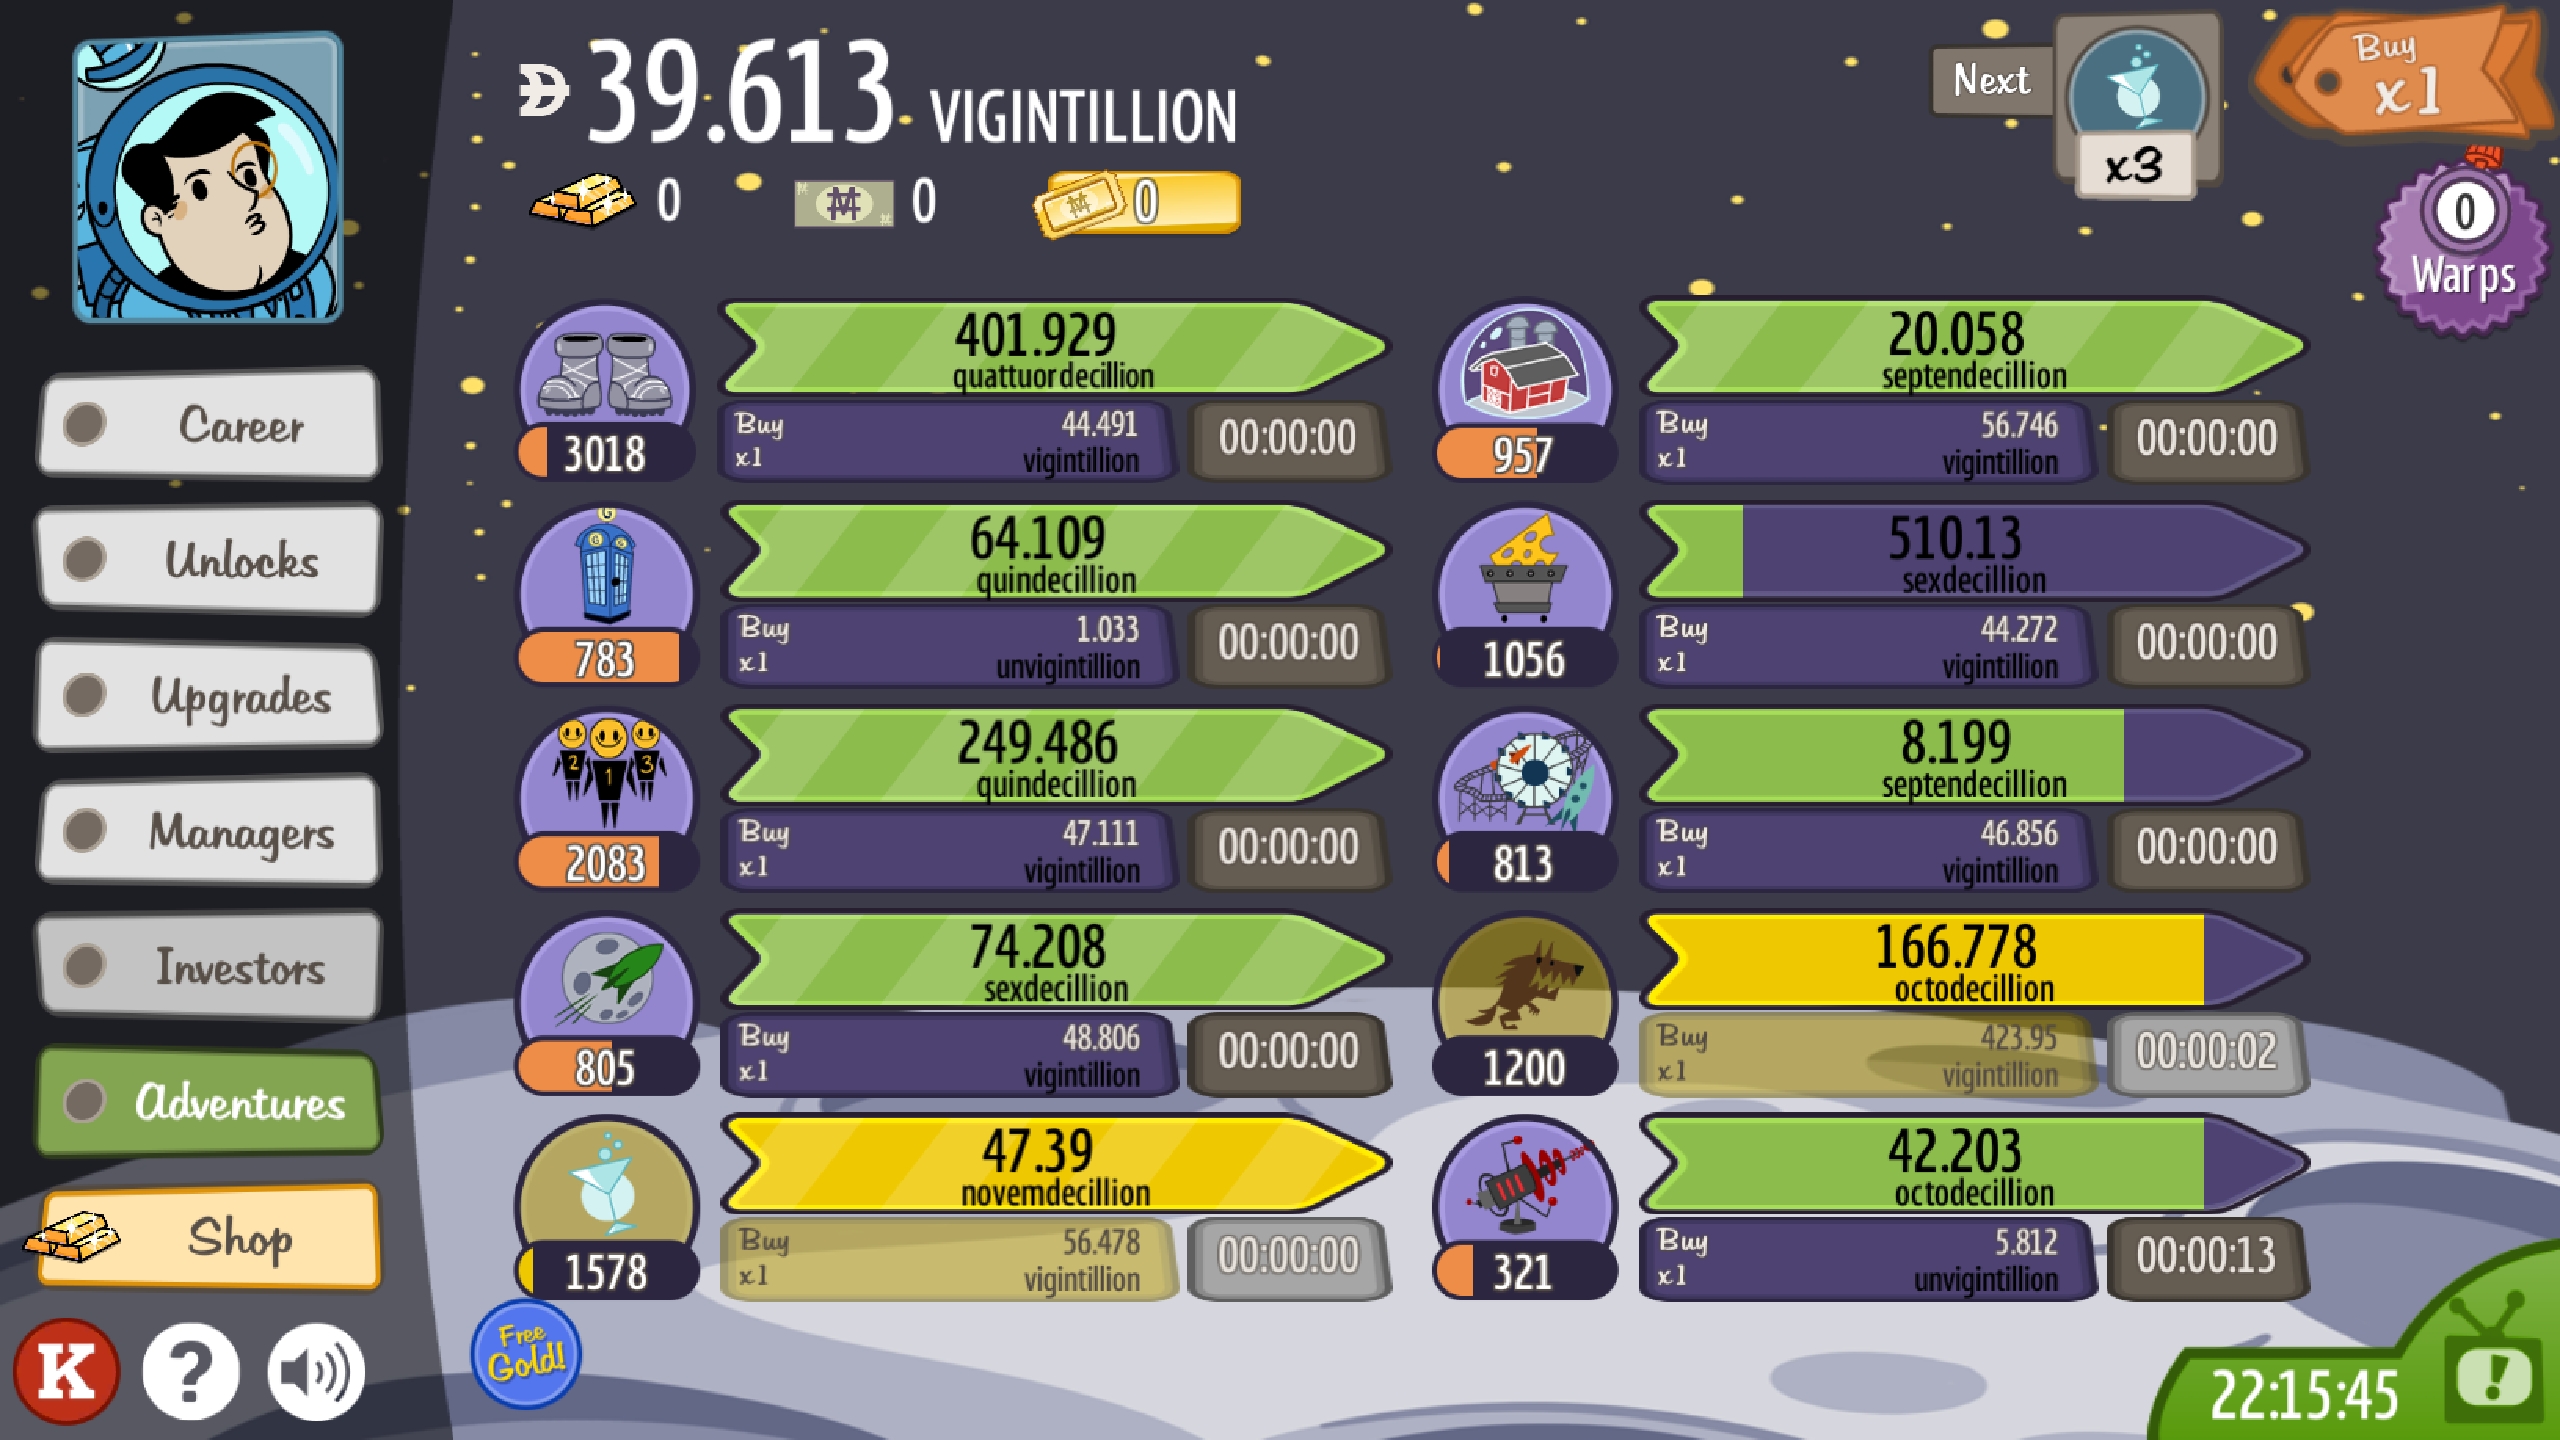 39.613 VIGINTILLION
0
0
0
Next
x3
Buy
x1
0
Warps
Career
Unlocks
Upgrades
Managers
Investors
Adventures
Shop
K
?
401.929
quattuordecillion
Buy
x1
44.491
vigintillion
00:00:00
3018
20.058
septendecillion
Buy
x1
56.746
vigintillion
00:00:00
957
64.109
quindecillion
Buy
x1
1.033
unvigintillion
00:00:00
783
510.13
sexdecillion
Buy
x1
44.272
vigintillion
00:00:00
1056
2
1
3
249.486
quindecillion
Buy
x1
47.111
vigintillion
00:00:00
2083
8.199
septendecillion
Buy
x1
46.856
vigintillion
00:00:00
813
74.208
sexdecillion
Buy
x1
48.806
vigintillion
00:00:00
805
166.778
octodecillion
Buy
x1
423.95
vigintillion
00:00:02
1200
47.39
novemdecillion
Buy
x1
56.478
vigintillion
00:00:00
1578
42.203
octodecillion
Buy
x1
5.812
unvigintillion
00:00:13
321
Free
Gold!
22:15:45
!